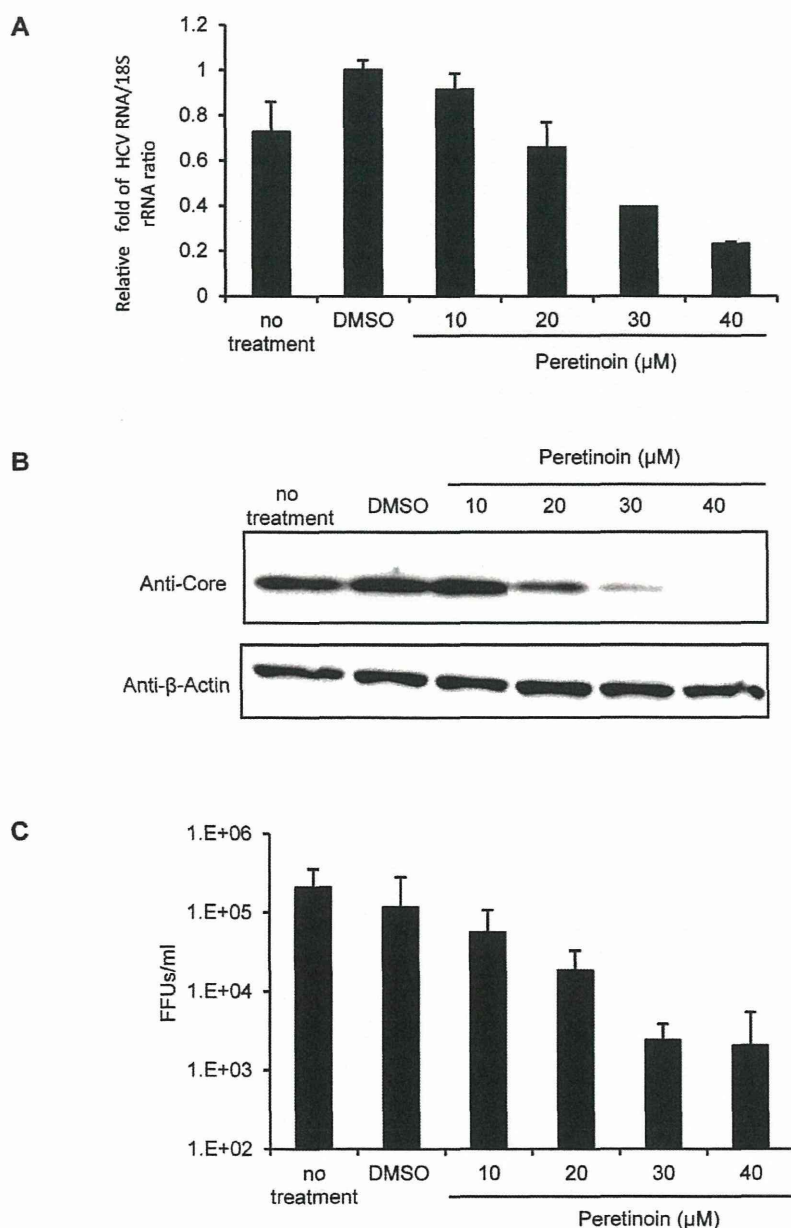 A
Relative fold of HCV RNA/18S
rRNA ratio
1.2
1
0.8
0.6
0.4
0.2
0
no
treatment
DMSO
10
20
30
40
Peretinoin (µM)
B
Peretinoin (µM)
no
treatment
DMSO
10
20
30
40
Anti-Core
Anti-β-Actin
C
FFUs/ml
1.E+06
1.E+05
1.E+04
1.E+03
1.E+02
no
treatment
DMSO
10
20
30
40
Peretinoin (µM)